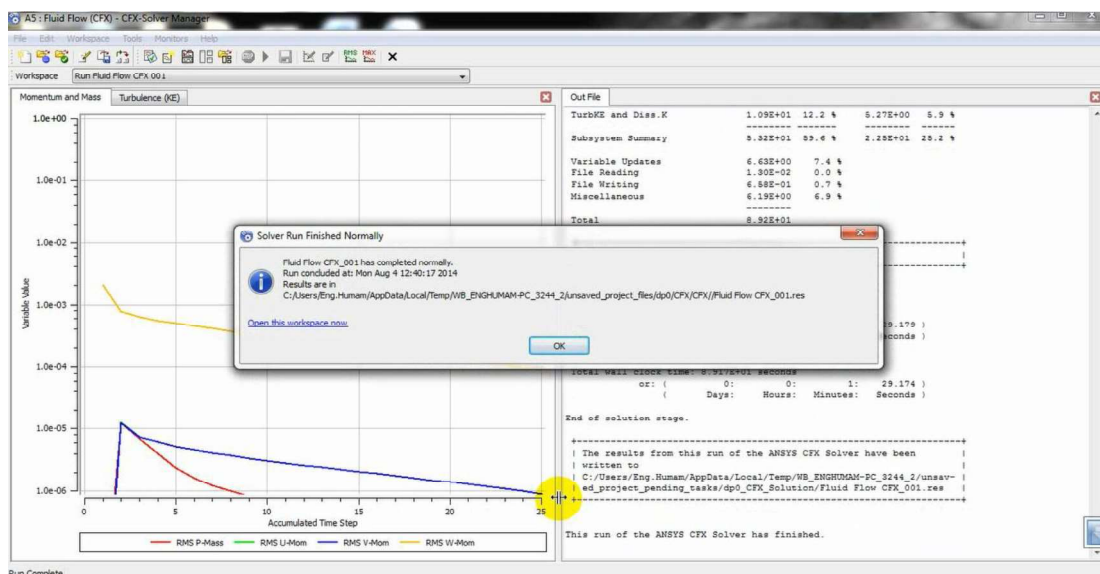 A5 : Fluid Flow (CFX) - CFX-Solver Manager
File Edit Workspace Tools Monitors Help
RMS MAX
Workspace Run Fluid Flow CFX 001
Momentum and Mass Turbulence (KE)
Out File
1.0e+00
1.0e-01
1.0e-02
1.0e-03
1.0e-04
1.0e-05
1.0e-06
Variable Value
0 5 10 15 20 25
Accumulated Time Step
RMS P-Mass RMS U-Mom RMS V-Mom RMS W-Mom
TurbKE and Diss.K 1.09E+01 12.2 % 5.27E+00 5.9 %
Subsystem Summary 5.32E+01 59.6 % 2.25E+01 25.2 %
Variable Updates 6.63E+00 7.4 %
File Reading 1.30E-02 0.0 %
File Writing 6.58E-01 0.7 %
Miscellaneous 6.19E+00 6.9 %
Total 8.92E+01
Solver Run Finished Normally
Fluid Flow CFX_001 has completed normally.
Run concluded at: Mon Aug 4 12:40:17 2014
Results are in
C:/Users/Eng.Humam/AppData/Local/Temp/WB_ENGHUMAM-PC_3244_2/unsaved_project_files/dp0/CFX/CFX//Fluid Flow CFX_001.res
Open this workspace now.
OK
Total wall clock time: 8.917E+01 seconds
or: ( 0: 0: 1: 29.174 )
( Days: Hours: Minutes: Seconds )
End of solution stage.
The results from this run of the ANSYS CFX Solver have been
written to
C:/Users/Eng.Humam/AppData/Local/Temp/WB_ENGHUMAM-PC_3244_2/unsav-
ed_project_pending_tasks/dp0_CFX_Solution/Fluid Flow CFX_001.res
This run of the ANSYS CFX Solver has finished.
Run Complete